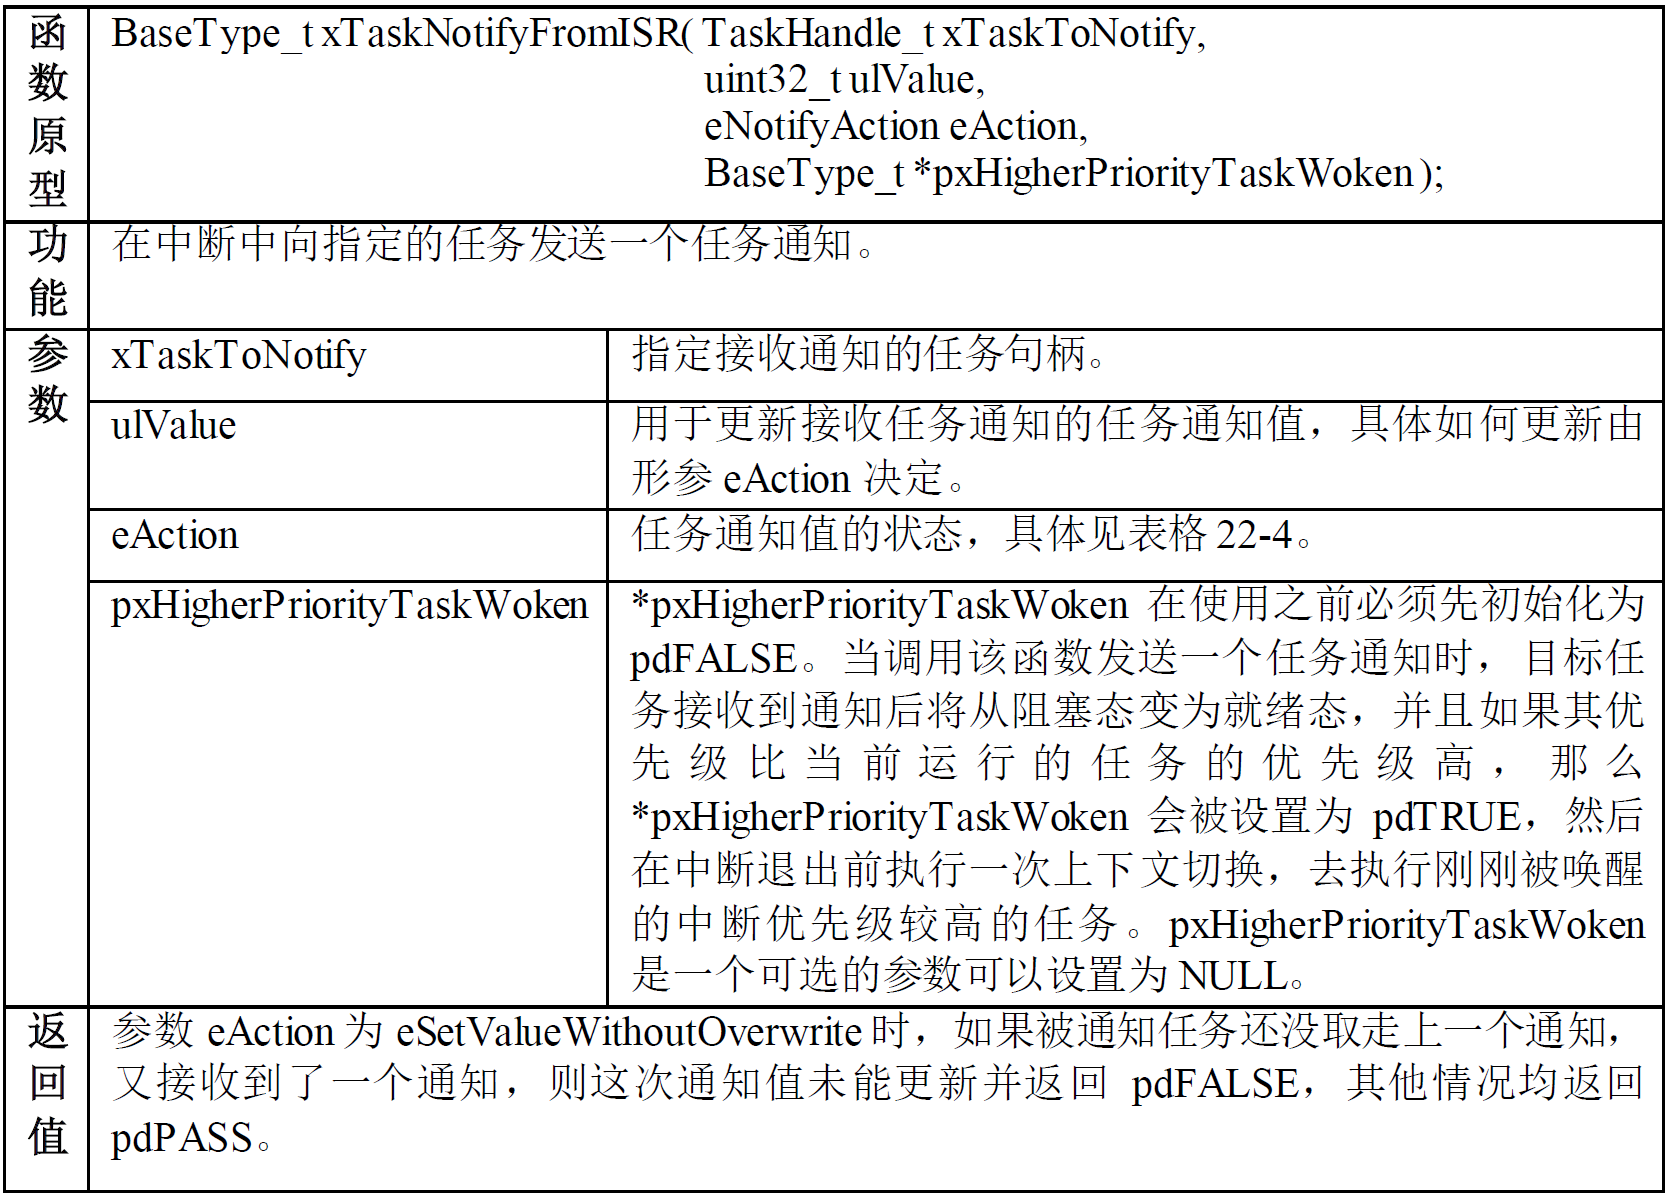 函数原型
BaseType_t xTaskNotifyFromISR( TaskHandle_t xTaskToNotify,
uint32_t ulValue,
eNotifyAction eAction,
BaseType_t *pxHigherPriorityTaskWoken );
功能
在中断中向指定的任务发送一个任务通知。
参数
xTaskToNotify
指定接收通知的任务句柄。
ulValue
用于更新接收任务通知的任务通知值，具体如何更新由
形参 eAction 决定。
eAction
任务通知值的状态，具体见表格 22-4。
pxHigherPriorityTaskWoken
*pxHigherPriorityTaskWoken 在使用之前必须先初始化为
pdFALSE。当调用该函数发送一个任务通知时，目标任
务接收到通知后将从阻塞态变为就绪态，并且如果其优
先级比当前运行的任务的优先级高，那么
*pxHigherPriorityTaskWoken 会被设置为 pdTRUE，然后
在中断退出前执行一次上下文切换，去执行刚刚被唤醒
的中断优先级较高的任务。pxHigherPriorityTaskWoken
是一个可选的参数可以设置为 NULL。
返回值
参数 eAction 为 eSetValueWithoutOverwrite 时，如果被通知任务还没取走上一个通知，
又接收到了一个通知，则这次通知值未能更新并返回 pdFALSE，其他情况均返回
pdPASS。